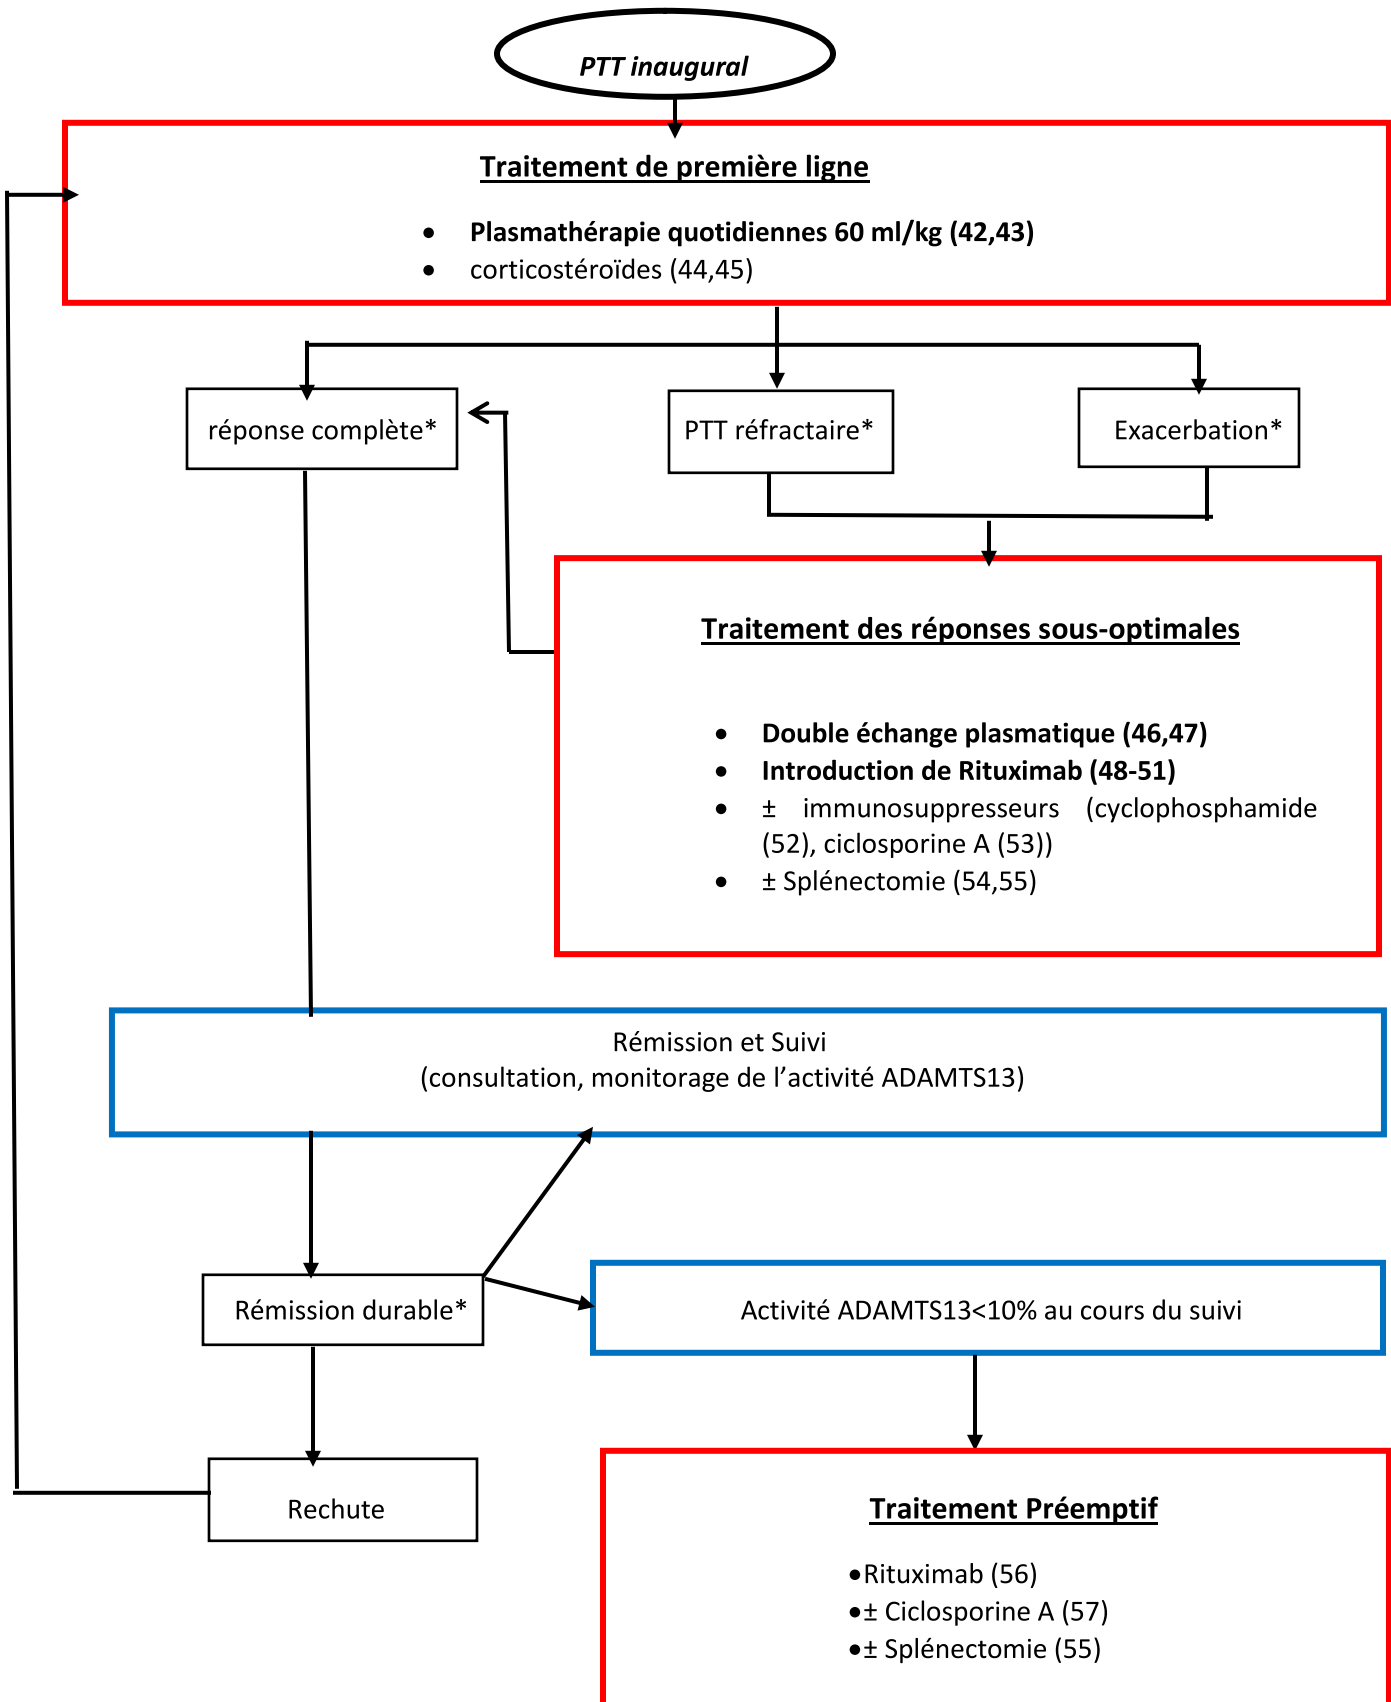 PTT inaugural
Traitement de première ligne
• Plasmathérapie quotidiennes 60 ml/kg (42,43)
• corticostéroïdes (44,45)
réponse complète*
PTT réfractaire*
Exacerbation*
Traitement des réponses sous-optimales
• Double échange plasmatique (46,47)
• Introduction de Rituximab (48-51)
• ± immunosuppresseurs (cyclophosphamide
(52), ciclosporine A (53))
• ± Splénectomie (54,55)
Rémission et Suivi
(consultation, monitorage de l’activité ADAMTS13)
Rémission durable*
Activité ADAMTS13<10% au cours du suivi
Rechute
Traitement Préemptif
•Rituximab (56)
•± Ciclosporine A (57)
•± Splénectomie (55)